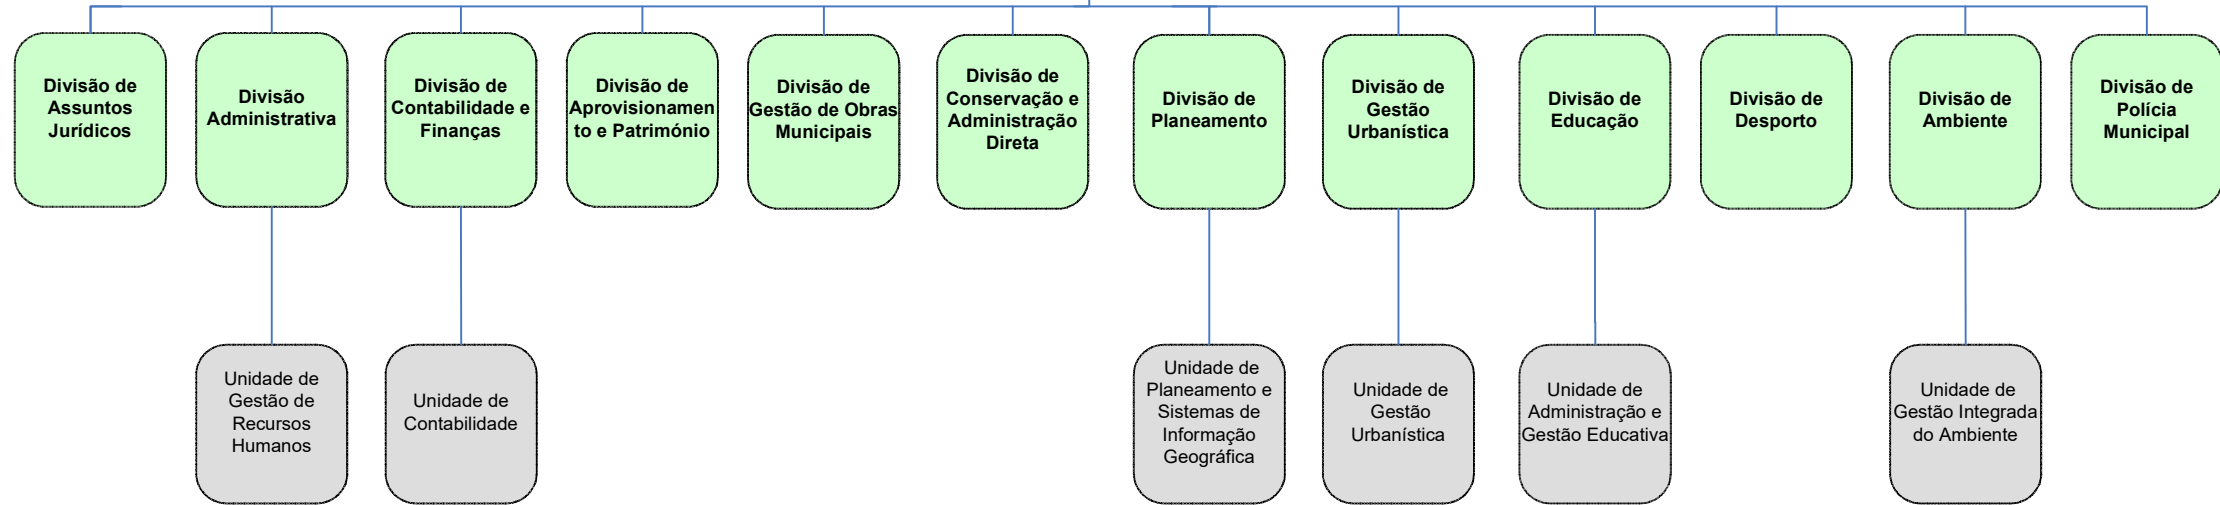 Divisão de
Assuntos
Jurídicos
Divisão
Administrativa
Divisão de
Contabilidade e
Finanças
Divisão de
Aprovisionamen
to e Património
Divisão de
Gestão de Obras
Municipais
Divisão de
Conservação e
Administração
Direta
Divisão de
Planeamento
Divisão de
Gestão
Urbanística
Divisão de
Educação
Divisão de
Desporto
Divisão de
Ambiente
Divisão de
Polícia
Municipal
Unidade de
Gestão de
Recursos
Humanos
Unidade de
Contabilidade
Unidade de
Planeamento e
Sistemas de
Informação
Geográfica
Unidade de
Gestão
Urbanística
Unidade de
Administração e
Gestão Educativa
Unidade de
Gestão Integrada
do Ambiente